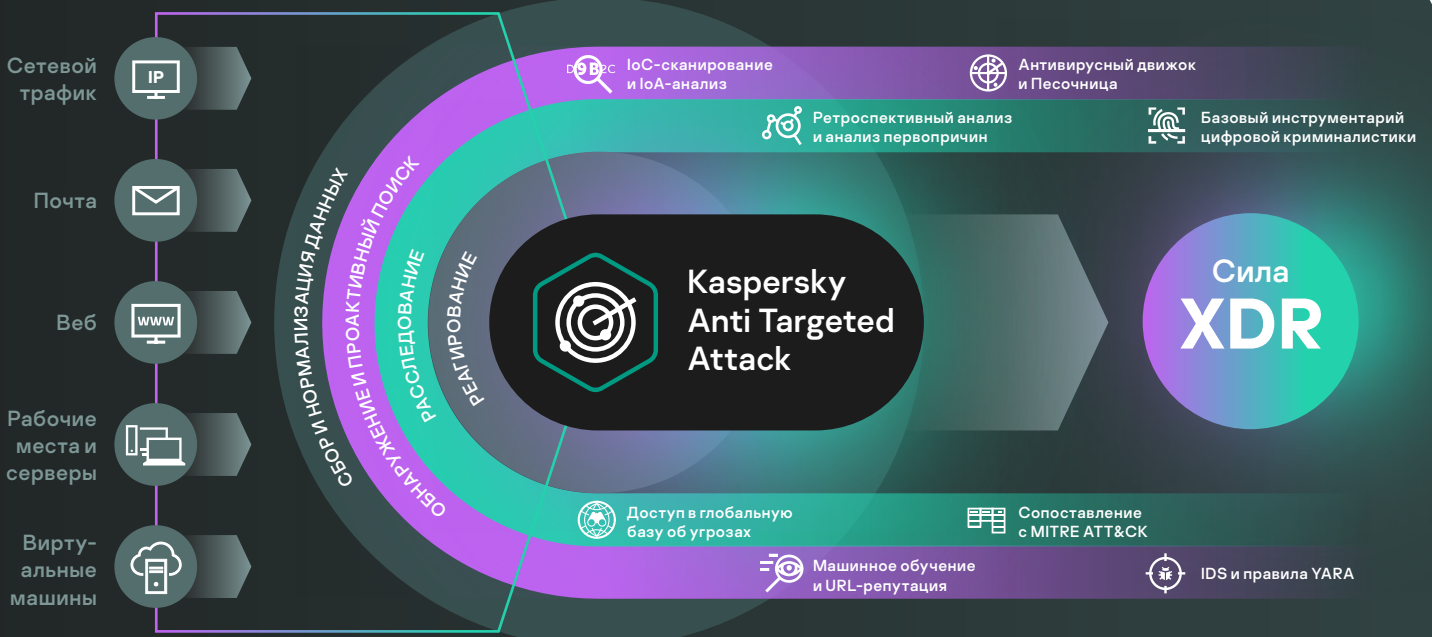 Сетевой
трафик
IP
Почта
Веб
www
Рабочие
места и
серверы
Вирту-
альные
машины
СБОР И НОРМАЛИЗАЦИЯ ДАННЫХ
ОБНАРУЖЕНИЕ И ПРОАКТИВНЫЙ ПОИСК
РАССЛЕДОВАНИЕ
РЕАГИРОВАНИЕ
D9B2C
IoC-сканирование
и IoA-анализ
Антивирусный движок
и Песочница
Ретроспективный анализ
и анализ первопричин
Базовый инструментарий
цифровой криминалистики
Kaspersky
Anti Targeted
Attack
Сила
XDR
Доступ в глобальную
базу об угрозах
Сопоставление
с MITRE ATT&CK
Машинное обучение
и URL-репутация
IDS и правила YARA